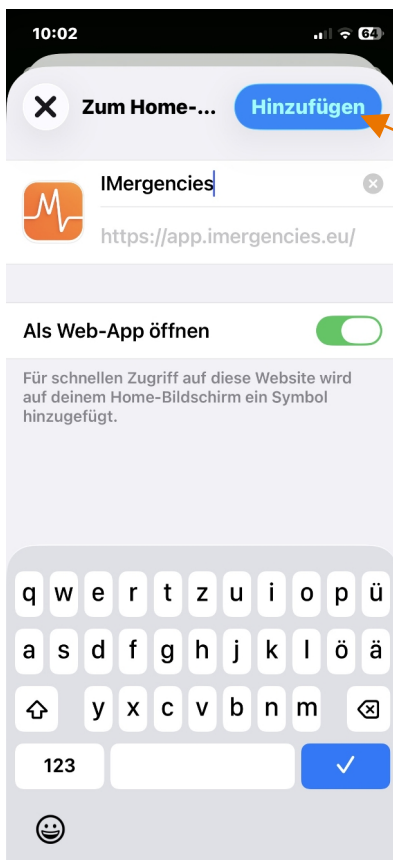 10:02
64
Zum Home-...
Hinzufügen
IMergencies
https://app.imergencies.eu/
Als Web-App öffnen
Für schnellen Zugriff auf diese Website wird
auf deinem Home-Bildschirm ein Symbol
hinzugefügt.
q w e r t z u i o p ü
a s d f g h j k l ö ä
y x c v b n m
123